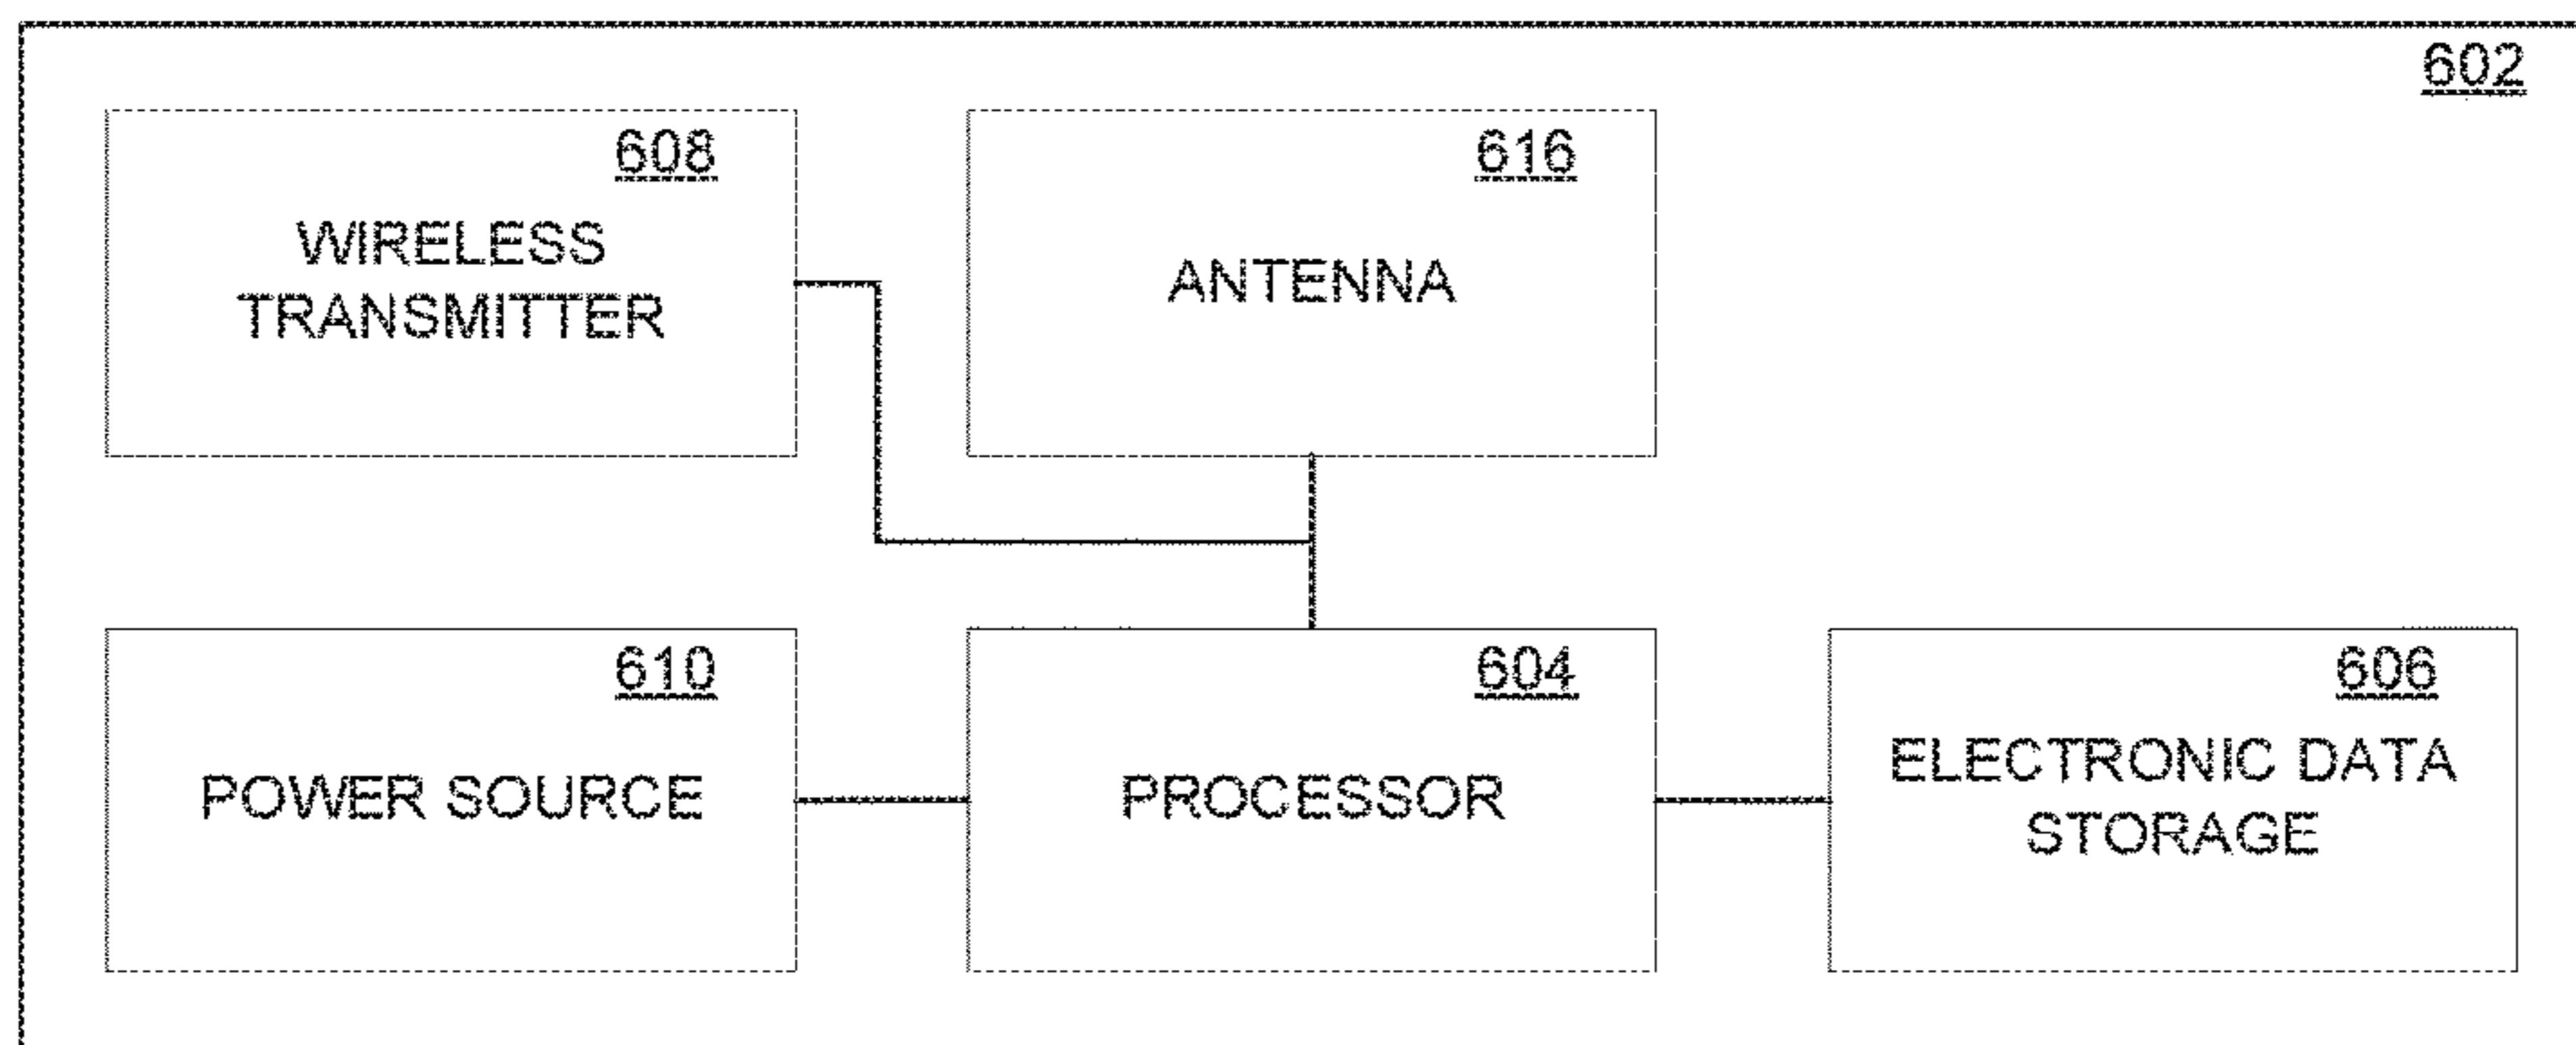 602
608
WIRELESS
TRANSMITTER
616
ANTENNA
610
POWER SOURCE
604
PROCESSOR
606
ELECTRONIC DATA
STORAGE